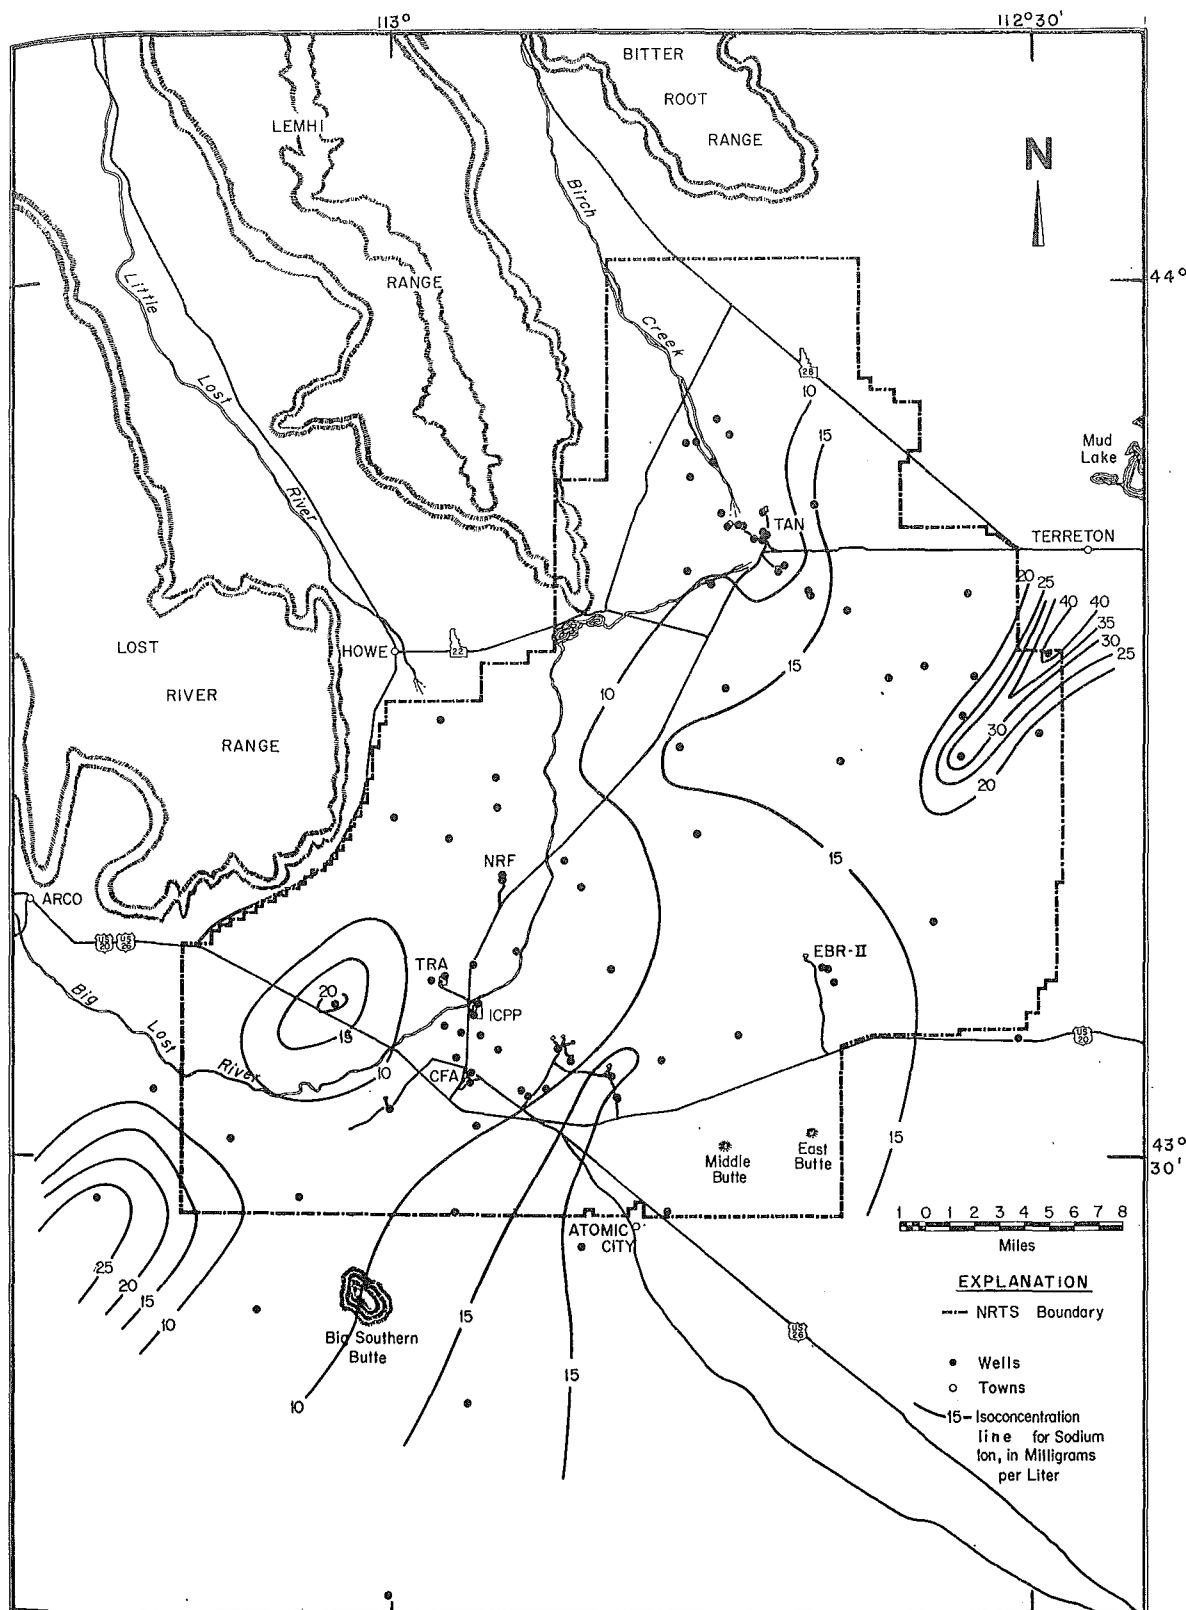 113°
112°30'
BITTER
ROOT
RANGE
LEMHI
RANGE
N
Birch
Creek
44°
Little
Lost
River
28
10
15
Mud
Lake
TAN
TERRETON
20
25
40
40
35
30
25
LOST
RIVER
RANGE
HOWE
22
15
10
30
20
15
NRF
ARCO
US
20
US
26
TRA
EBR-II
20
15
ICPP
Big
Lost
River
10
CFA
US
20
15
Middle
Butte
East
Butte
43°
30'
ATOMIC
CITY
1 0 1 2 3 4 5 6 7 8
Miles
25
20
15
10
Big Southern
Butte
15
15
10
US
26
EXPLANATION
NRTS Boundary
Wells
Towns
15 Isoconcentration
line for Sodium
Ion, in Milligrams
per Liter